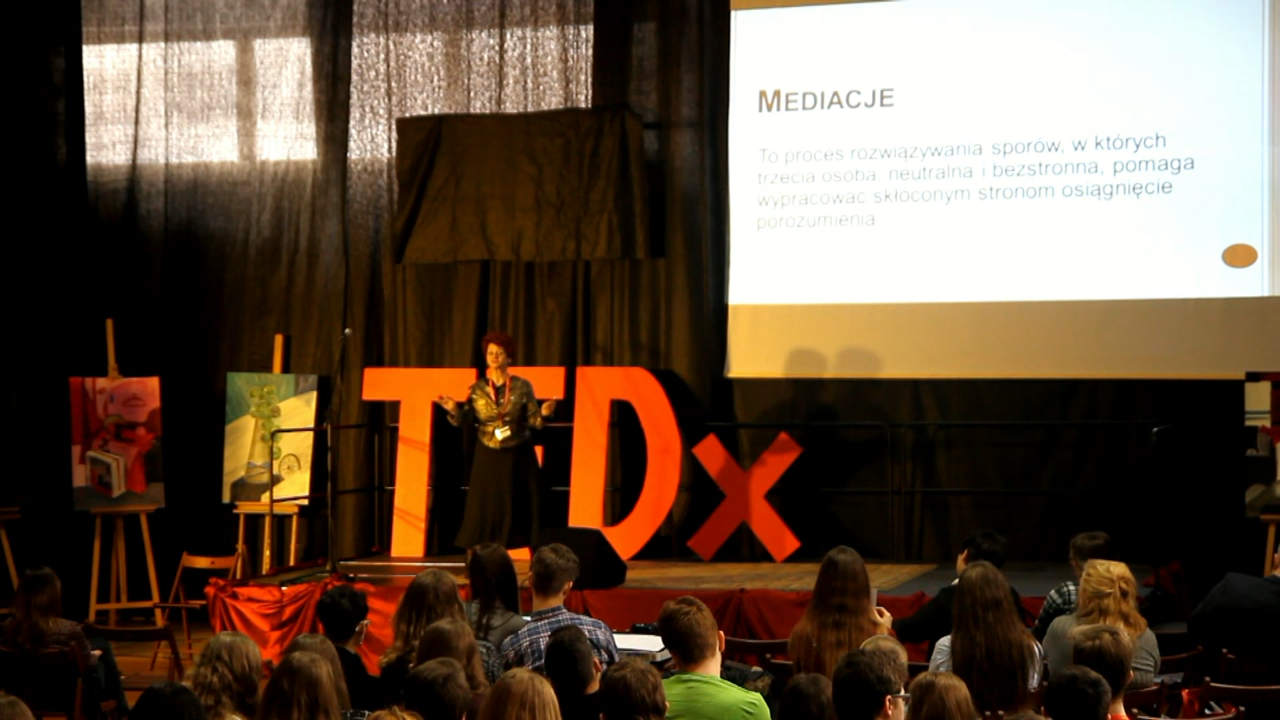 MEDIACJE
To proces rozwiązywania sporów, w których
trzecia osoba, neutralna i bezstronna, pomaga
wypracować skłóconym stronom osiągnięcie
porozumienia
TEDx